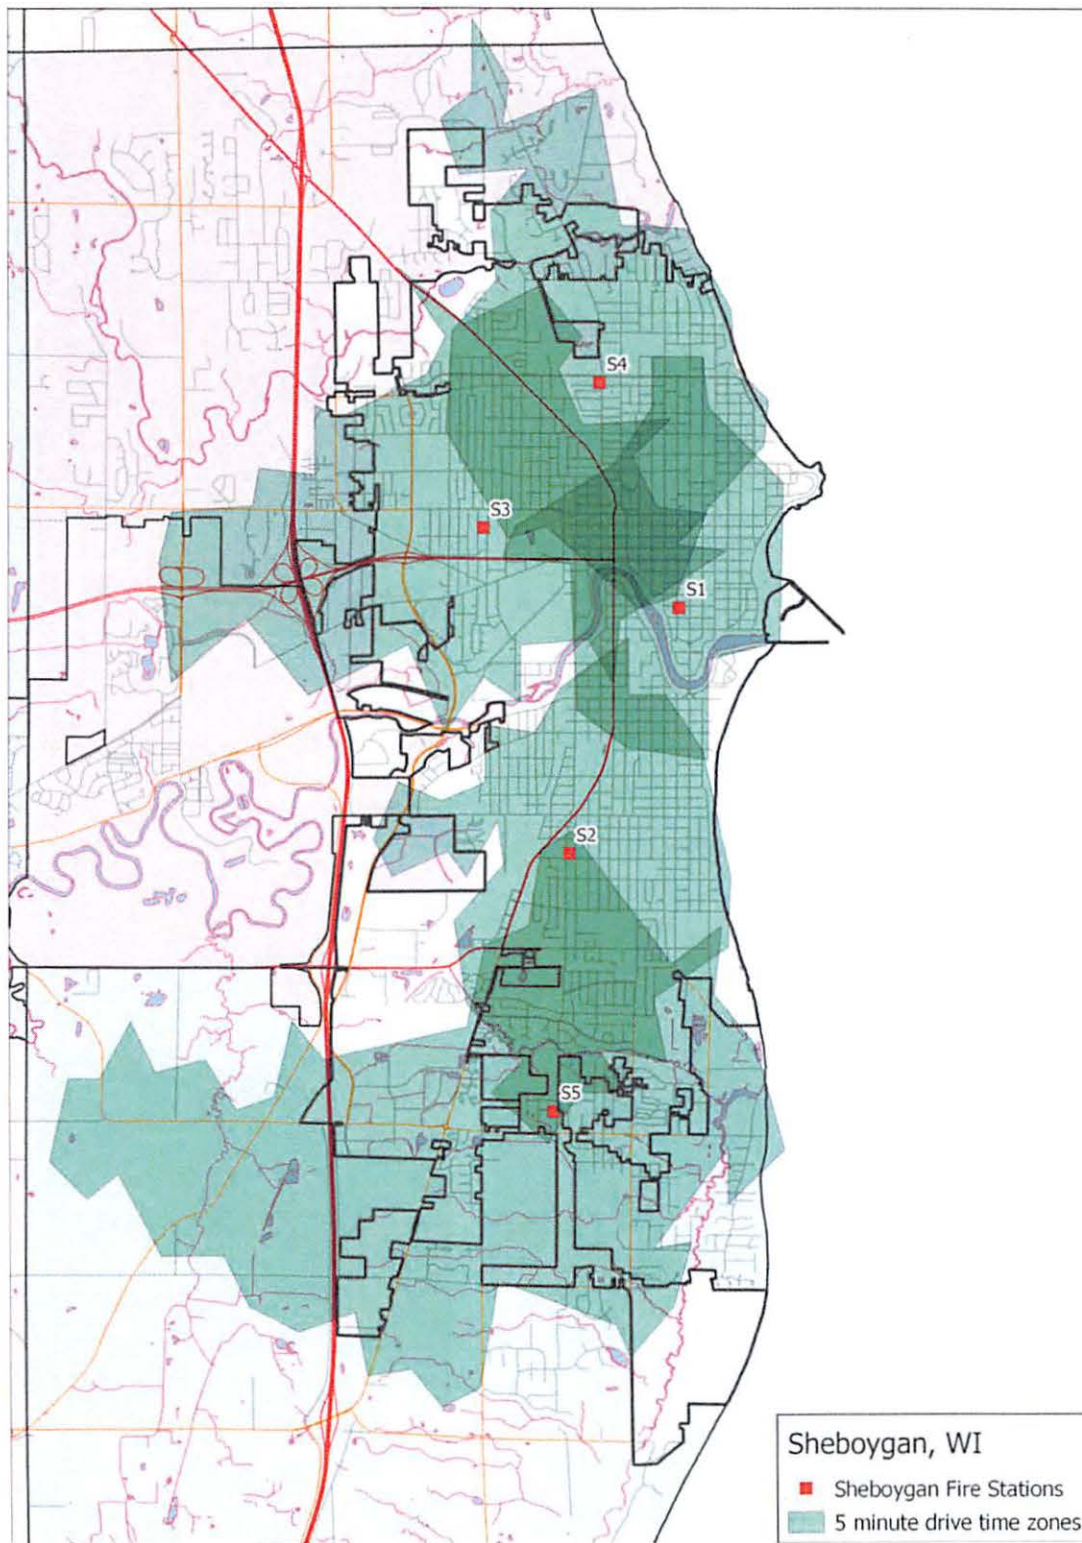 S4
S3
S1
S2
S5
Sheboygan, WI
Sheboygan Fire Stations
5 minute drive time zones